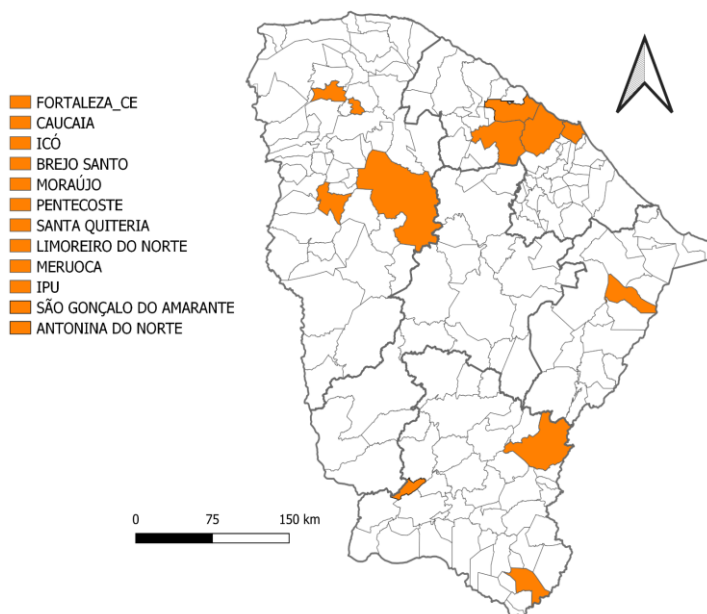 FORTALEZA_CE
CAUCAIA
ICÓ
BREJO SANTO
MORAÚJO
PENTECOSTE
SANTA QUITERIA
LIMOREIRO DO NORTE
MERUOCA
IPU
SÃO GONÇALO DO AMARANTE
ANTONINA DO NORTE
0 75 150 km